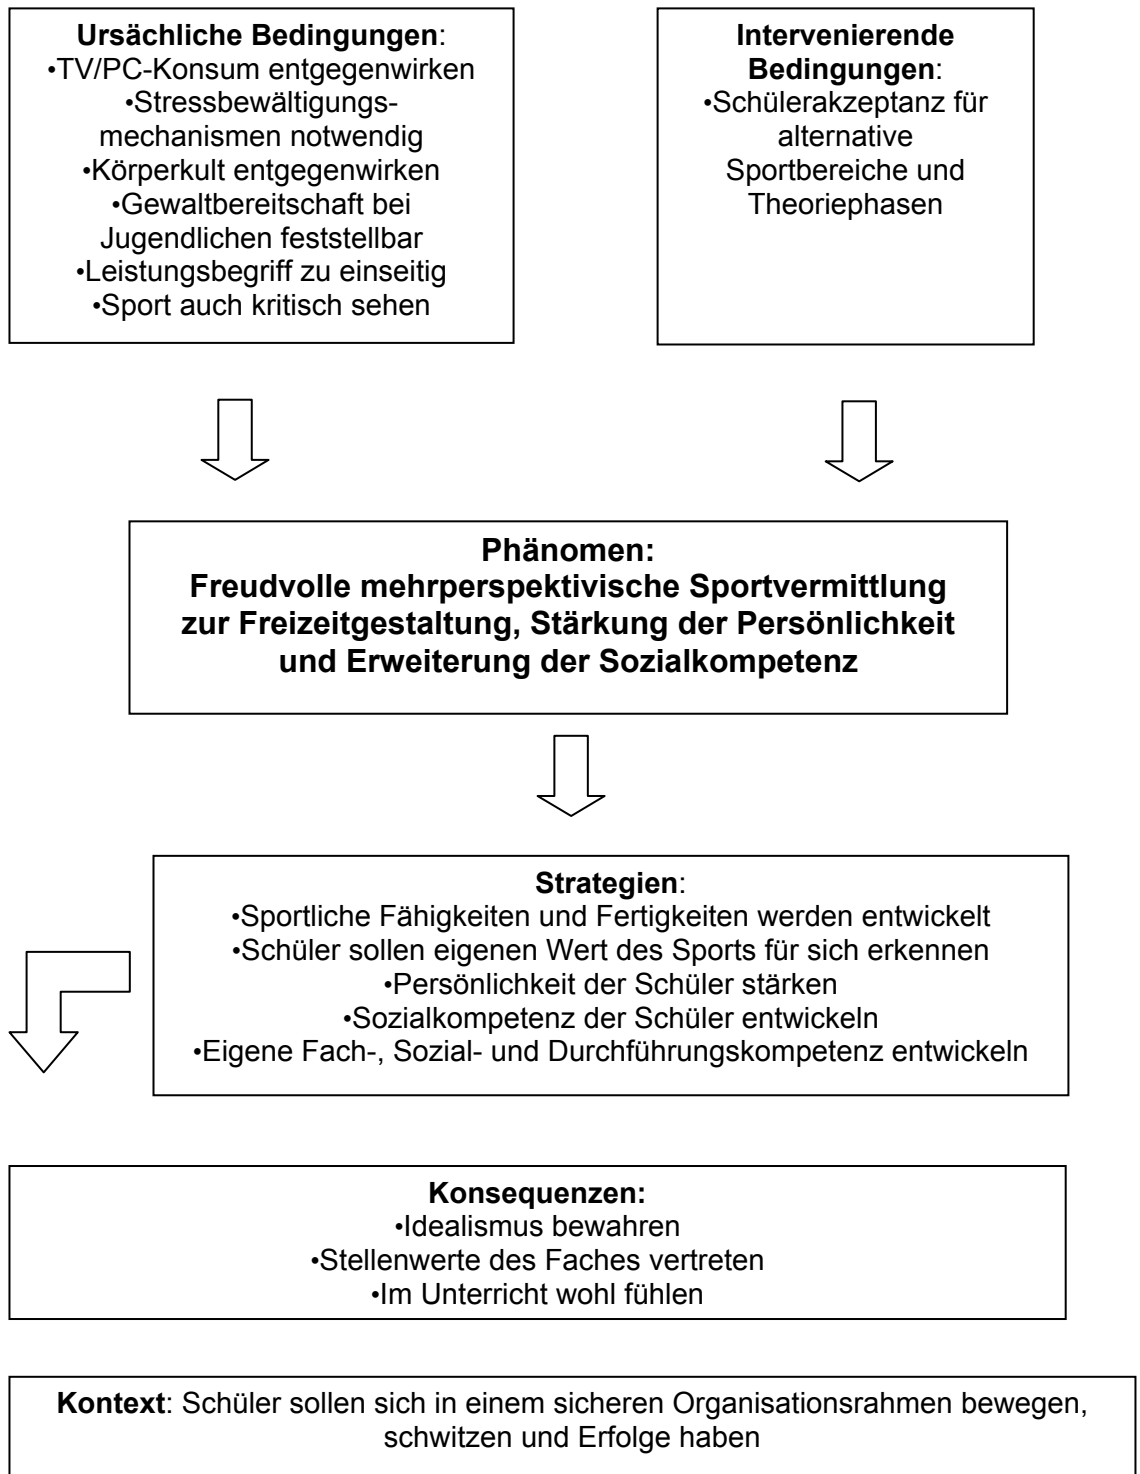 Ursächliche Bedingungen:
•TV/PC-Konsum entgegenwirken
•Stressbewältigungs-
mechanismen notwendig
•Körperkult entgegenwirken
•Gewaltbereitschaft bei
Jugendlichen feststellbar
•Leistungsbegriff zu einseitig
•Sport auch kritisch sehen
Intervenierende
Bedingungen:
•Schülerakzeptanz für
alternative
Sportbereiche und
Theoriephasen
Phänomen:
Freudvolle mehrperspektivische Sportvermittlung
zur Freizeitgestaltung, Stärkung der Persönlichkeit
und Erweiterung der Sozialkompetenz
Strategien:
•Sportliche Fähigkeiten und Fertigkeiten werden entwickelt
•Schüler sollen eigenen Wert des Sports für sich erkennen
•Persönlichkeit der Schüler stärken
•Sozialkompetenz der Schüler entwickeln
•Eigene Fach-, Sozial- und Durchführungskompetenz entwickeln
Konsequenzen:
•Idealismus bewahren
•Stellenwerte des Faches vertreten
•Im Unterricht wohl fühlen
Kontext: Schüler sollen sich in einem sicheren Organisationsrahmen bewegen,
schwitzen und Erfolge haben